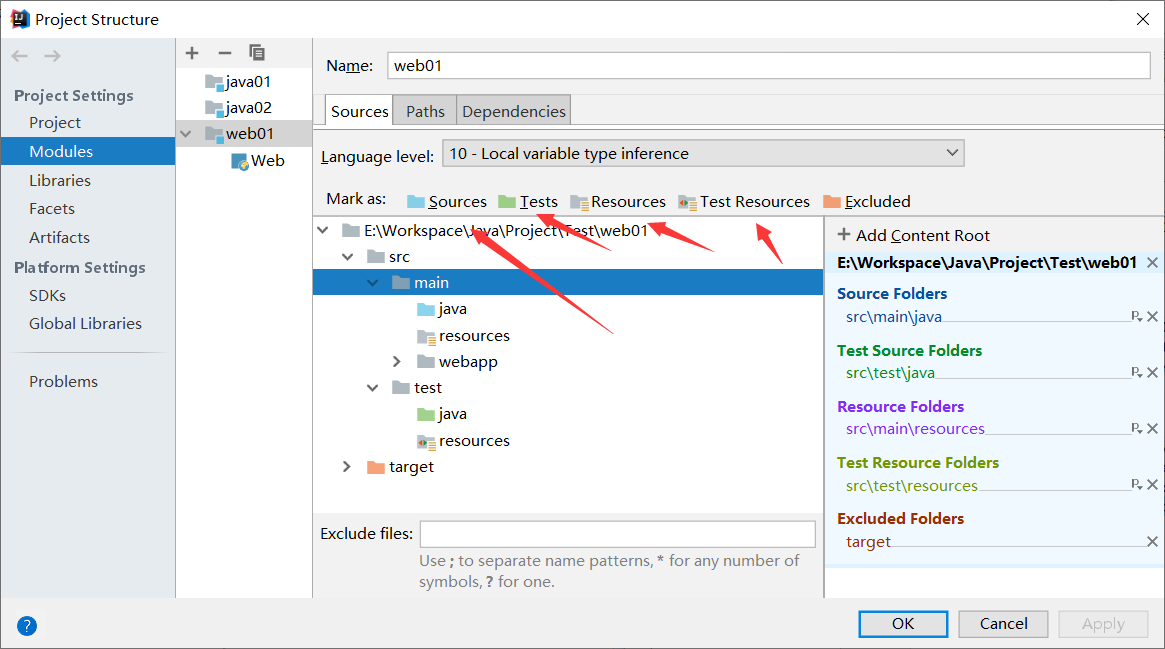 Project Structure
Project Settings
Project
Modules
Libraries
Facets
Artifacts
Platform Settings
SDKs
Global Libraries
Problems
java01
java02
web01
Web
Name: web01
Sources Paths Dependencies
Language level: 10 - Local variable type inference
Mark as: Sources Tests Resources Test Resources Excluded
E:\Workspace\Java\Project\Test\web01
src
main
java
resources
webapp
test
java
resources
target
Exclude files:
Use ; to separate name patterns, * for any number of
symbols, ? for one.
+ Add Content Root
E:\Workspace\Java\Project\Test\web01
Source Folders
src\main\java
Test Source Folders
src\test\java
Resource Folders
src\main\resources
Test Resource Folders
src\test\resources
Excluded Folders
target
? OK Cancel Apply